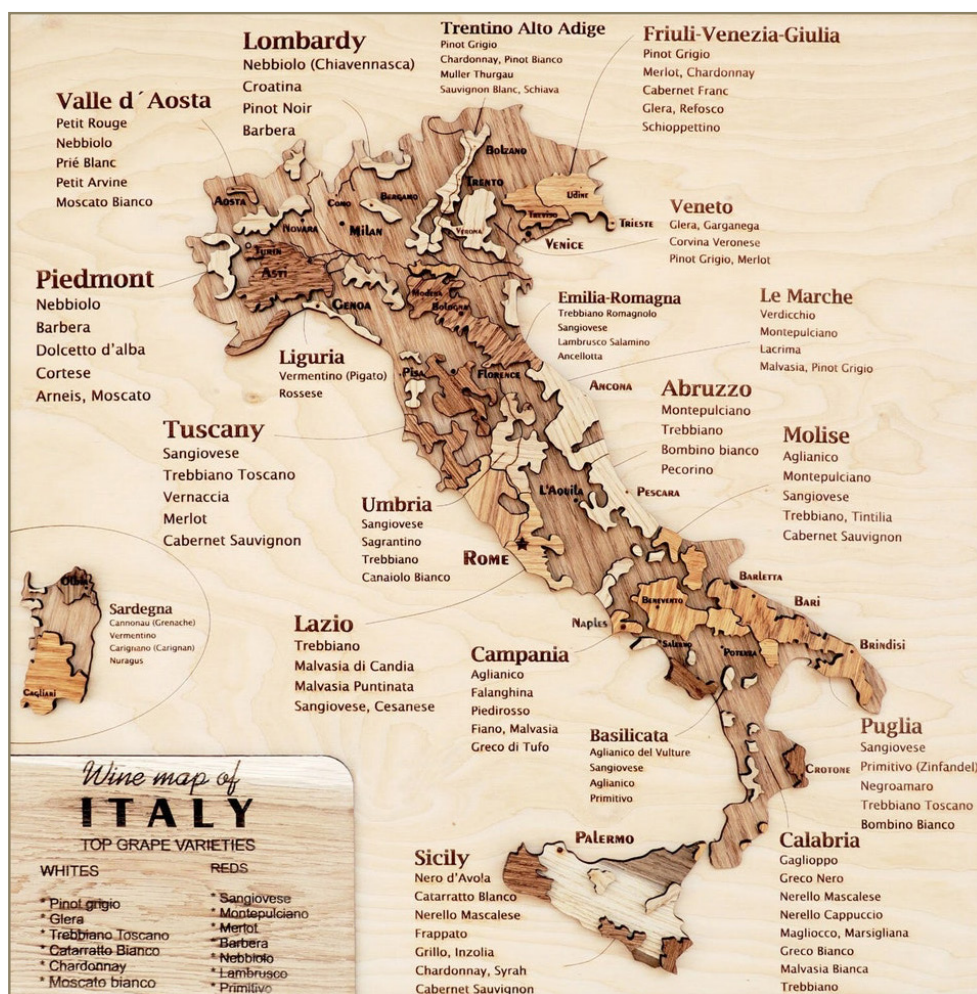 Lombardy
Nebbiolo (Chiavennasca)
Croatina
Pinot Noir
Barbera
Trentino Alto Adige
Pinot Grigio
Chardonnay, Pinot Bianco
Muller Thurgau
Sauvignon Blanc, Schiava
Friuli-Venezia-Giulia
Pinot Grigio
Merlot, Chardonnay
Cabernet Franc
Glera, Refosco
Schioppettino
Valle d´Aosta
Petit Rouge
Nebbiolo
Prié Blanc
Petit Arvine
Moscato Bianco
Bolzano
Trento
Aosta
Como
Bergamo
Udine
Treviso
Trieste
Novara
Milan
Verona
Venice
Veneto
Glera, Garganega
Corvina Veronese
Pinot Grigio, Merlot
Turin
Asti
Genoa
Modena
Bologna
Piedmont
Nebbiolo
Barbera
Dolcetto d'alba
Cortese
Arneis, Moscato
Emilia-Romagna
Trebbiano Romagnolo
Sangiovese
Lambrusco Salamino
Ancellotta
Le Marche
Verdicchio
Montepulciano
Lacrima
Malvasia, Pinot Grigio
Liguria
Vermentino (Pigato)
Rossese
Pisa
Florence
Ancona
Abruzzo
Montepulciano
Trebbiano
Bombino bianco
Pecorino
Tuscany
Sangiovese
Trebbiano Toscano
Vernaccia
Merlot
Cabernet Sauvignon
Molise
Aglianico
Montepulciano
Sangiovese
Trebbiano, Tintilia
Cabernet Sauvignon
L'Aquila
Pescara
Umbria
Sangiovese
Sagrantino
Trebbiano
Canaiolo Bianco
Rome
Barletta
Bari
Benevento
Naples
Salerno
Potenza
Brindisi
Olbia
Cagliari
Sardegna
Cannonau (Grenache)
Vermentino
Carignano (Carignan)
Nuragus
Lazio
Trebbiano
Malvasia di Candia
Malvasia Puntinata
Sangiovese, Cesanese
Campania
Aglianico
Falanghina
Piedirosso
Fiano, Malvasia
Greco di Tufo
Basilicata
Aglianico del Vulture
Sangiovese
Aglianico
Primitivo
Crotone
Puglia
Sangiovese
Primitivo (Zinfandel)
Negroamaro
Trebbiano Toscano
Bombino Bianco
Palermo
Sicily
Nero d'Avola
Catarratto Blanco
Nerello Mascalese
Frappato
Grillo, Inzolia
Chardonnay, Syrah
Cabernet Sauvignon
Calabria
Gaglioppo
Greco Nero
Nerello Mascalese
Nerello Cappuccio
Magliocco, Marsigliana
Greco Bianco
Malvasia Bianca
Trebbiano
Wine map of
ITALY
TOP GRAPE VARIETIES
WHITES
* Pinot grigio
* Glera
* Trebbiano Toscano
* Catarratto Bianco
* Chardonnay
* Moscato bianco
REDS
* Sangiovese
* Montepulciano
* Merlot
* Barbera
* Nebbiolo
* Lambrusco
* Primitivo